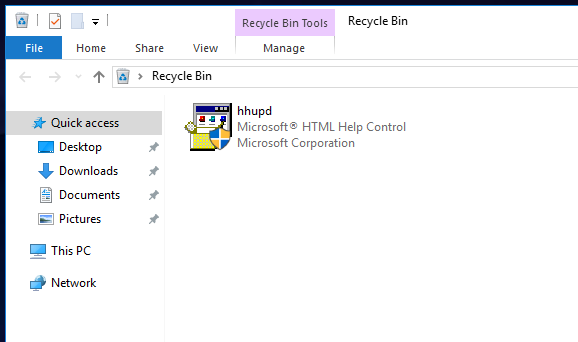 Recycle Bin Tools
Recycle Bin
File
Home
Share
View
Manage
Recycle Bin
Quick access
Desktop
Downloads
Documents
Pictures
This PC
Network
hhupd
Microsoft® HTML Help Control
Microsoft Corporation